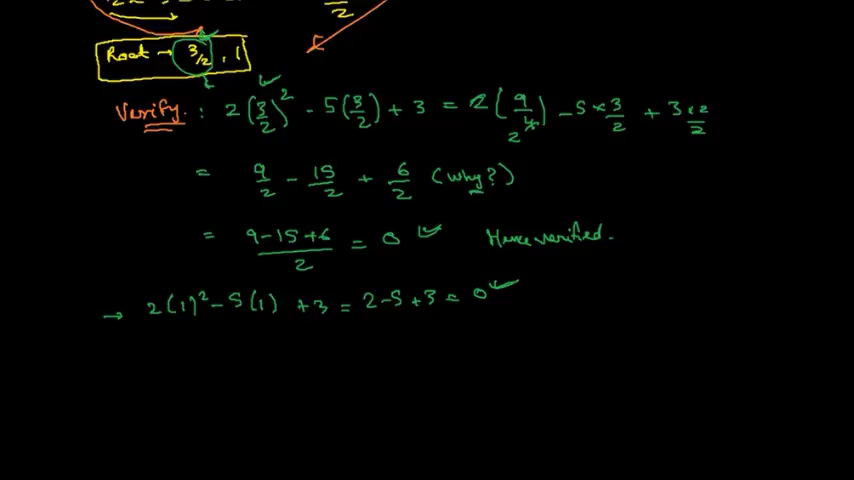 2
Root → 3/2, 1
Verify : 2(3/2)² - 5(3/2) + 3 = 2(9/4) - 5×3/2 + 3×2/2
2
= 9/2 - 15/2 + 6/2 (Why?)
= 9-15+6/2 = 0 Hence verified.
→ 2(1)² - 5(1) + 3 = 2-5+3 = 0